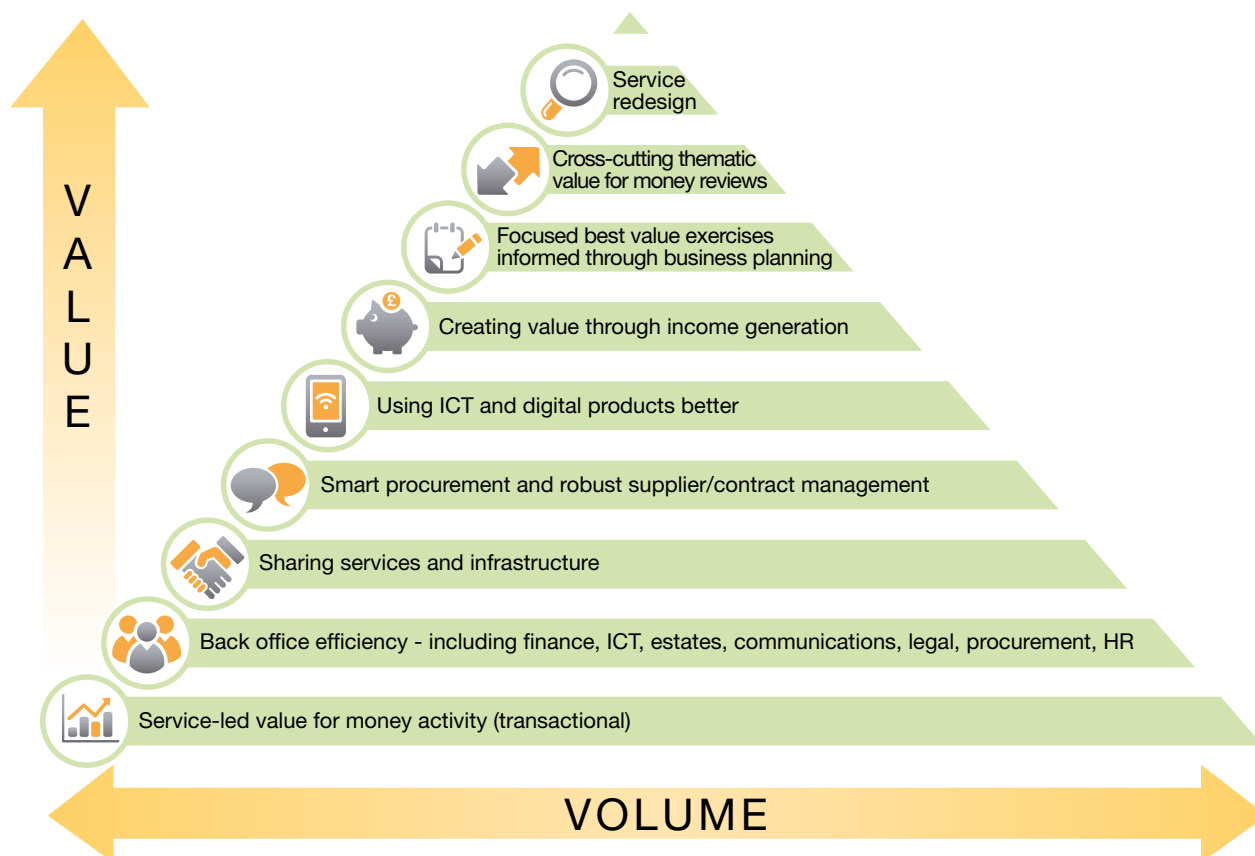 Service
redesign
Cross-cutting thematic
value for money reviews
Focused best value exercises
informed through business planning
£
Creating value through income generation
Using ICT and digital products better
Smart procurement and robust supplier/contract management
Sharing services and infrastructure
Back office efficiency - including finance, ICT, estates, communications, legal, procurement, HR
Service-led value for money activity (transactional)
VALUE
VOLUME